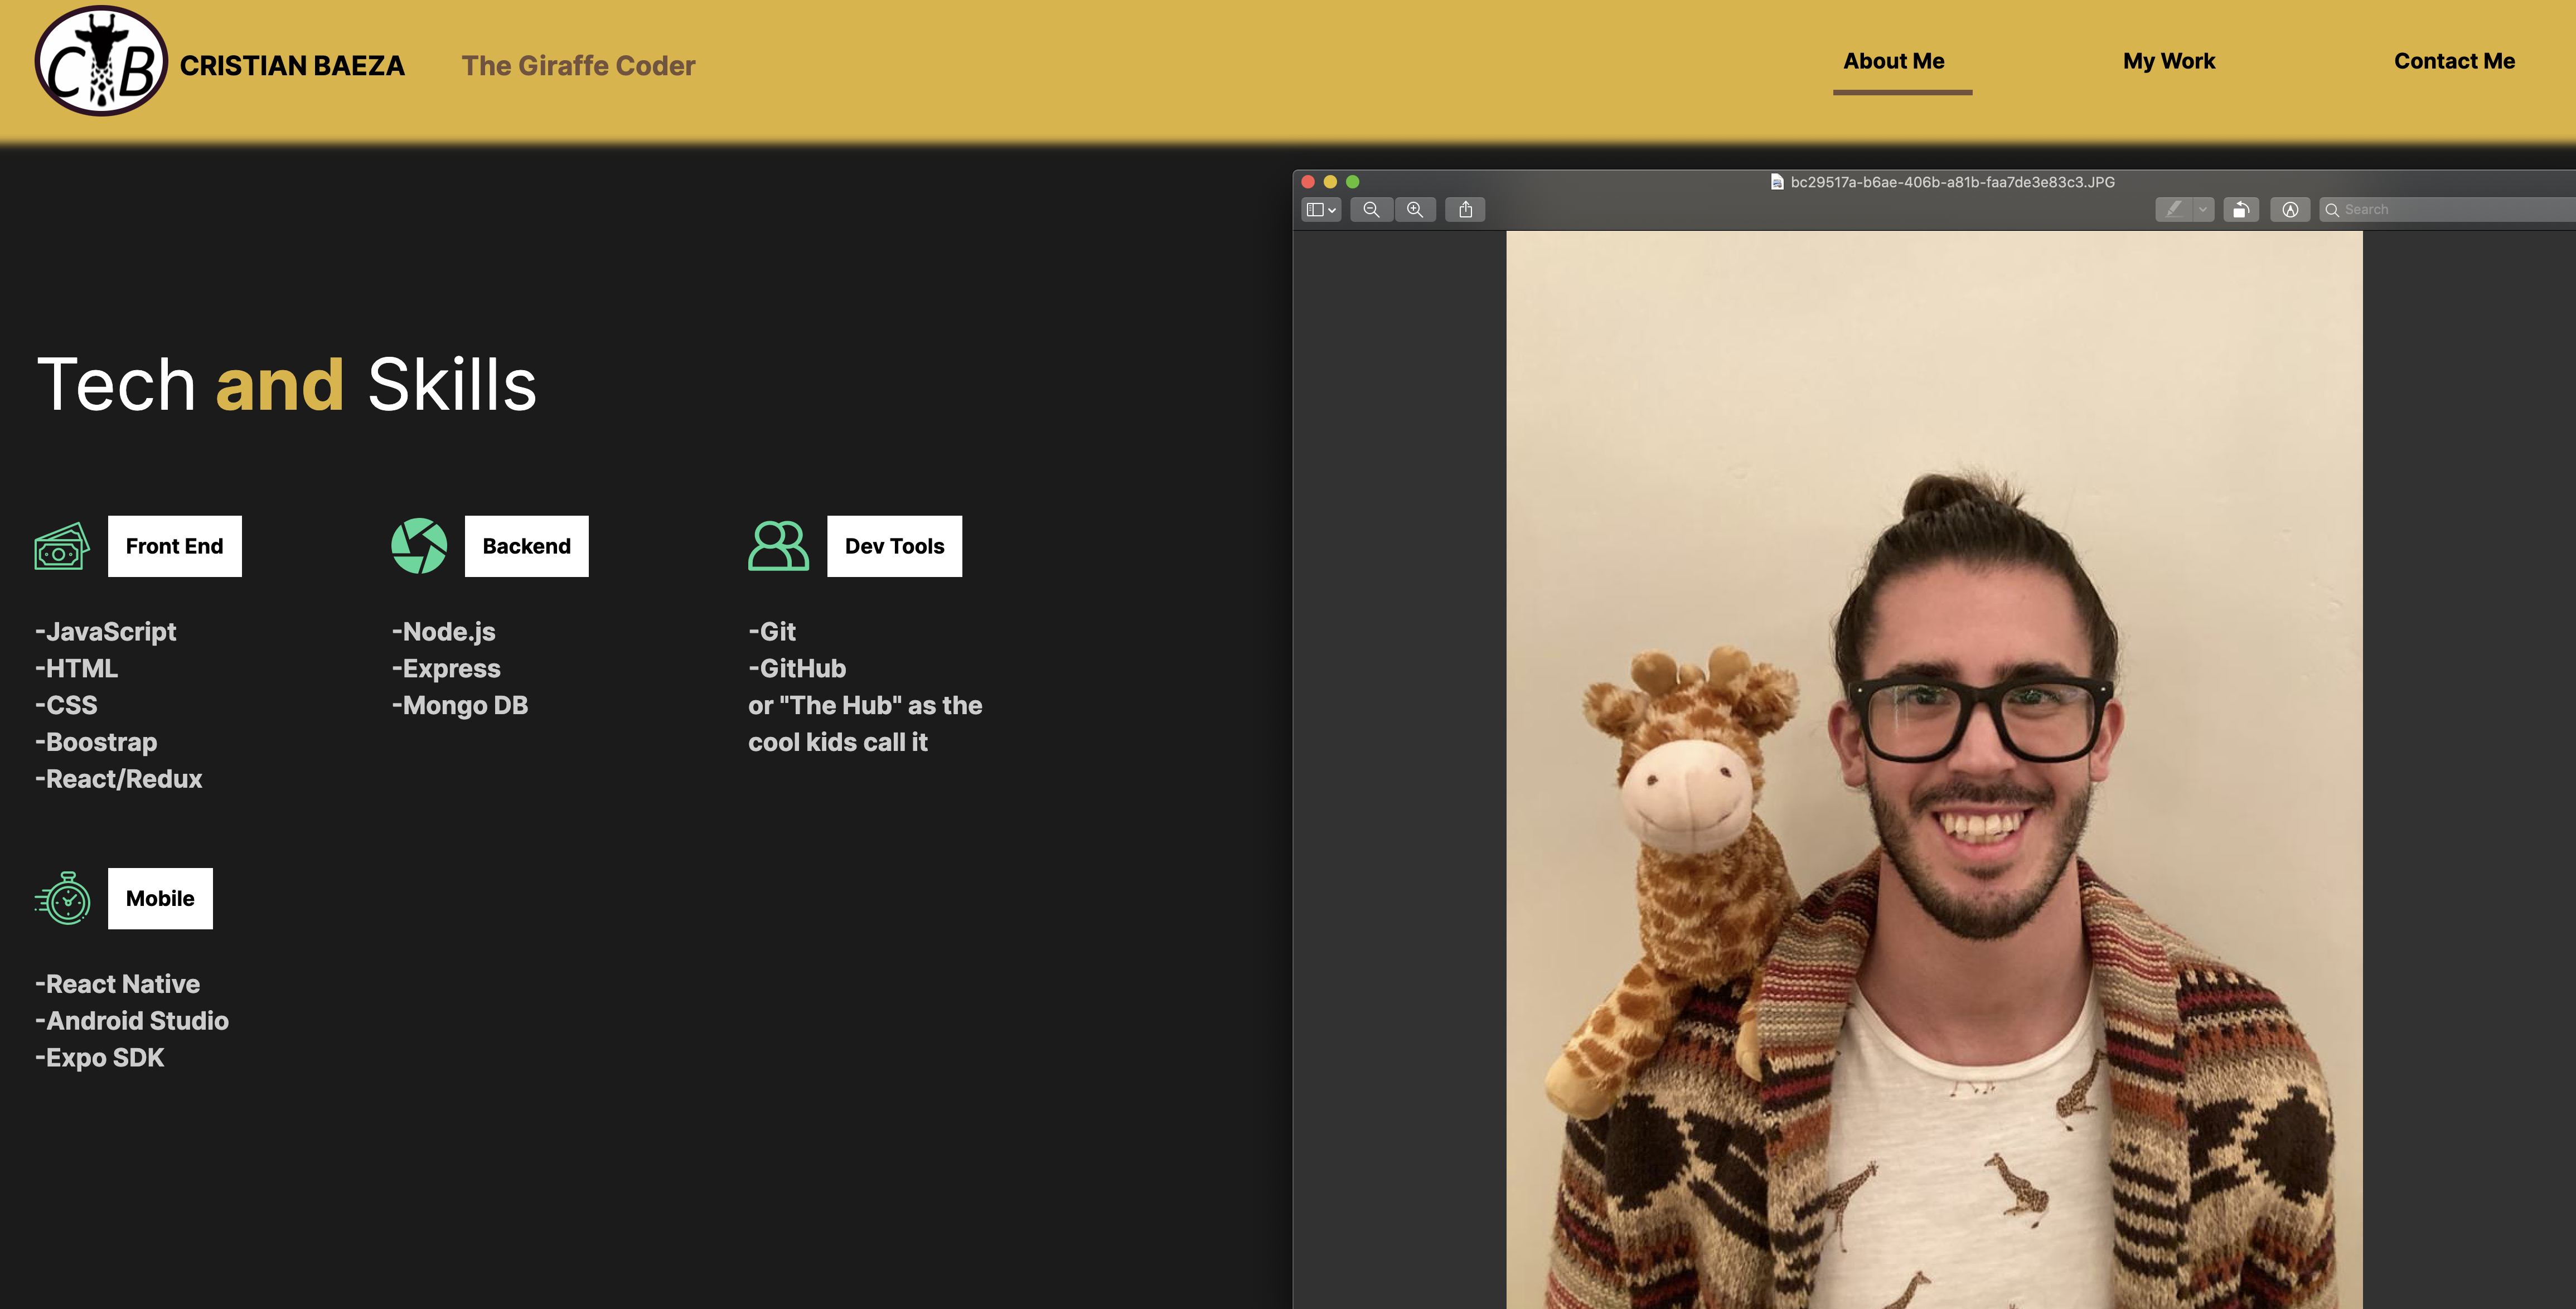 CB
CRISTIAN BAEZA
The Giraffe Coder
About Me
My Work
Contact Me
bc29517a-b6ae-406b-a81b-faa7de3e83c3.JPG
Search
Tech and Skills
Front End
-JavaScript
-HTML
-CSS
-Boostrap
-React/Redux
Backend
-Node.js
-Express
-Mongo DB
Dev Tools
-Git
-GitHub
or "The Hub" as the
cool kids call it
Mobile
-React Native
-Android Studio
-Expo SDK